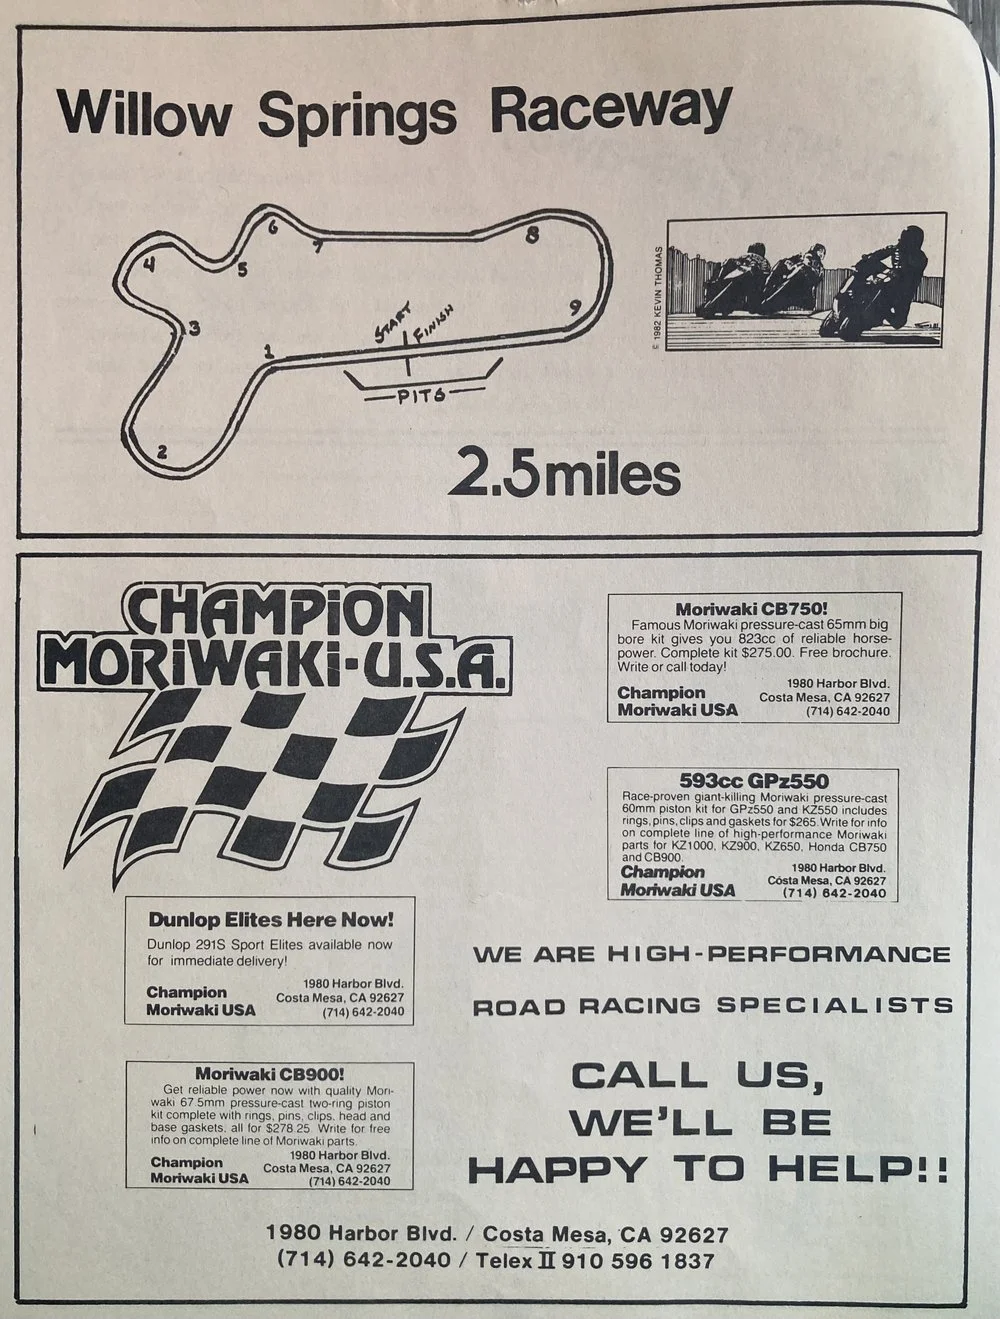 Willow Springs Raceway
6
7
8
4
5
9
3
START
FINISH
1
PITS
2
© 1982 KEVIN THOMAS
2.5 miles
CHAMPION
MORIWAKI-U.S.A.
Moriwaki CB750!
Famous Moriwaki pressure-cast 65mm big
bore kit gives you 823cc of reliable horse-
power. Complete kit $275.00. Free brochure.
Write or call today!
Champion
Moriwaki USA
1980 Harbor Blvd.
Costa Mesa, CA 92627
(714) 642-2040
593cc GPz550
Race-proven giant-killing Moriwaki pressure-cast
60mm piston kit for GPz550 and KZ550 includes
rings, pins, clips and gaskets for $265. Write for info
on complete line of high-performance Moriwaki
parts for KZ1000, KZ900, KZ650, Honda CB750
and CB900.
Champion
Moriwaki USA
1980 Harbor Blvd.
Costa Mesa, CA 92627
(714) 642-2040
Dunlop Elites Here Now!
Dunlop 291S Sport Elites available now
for immediate delivery!
Champion
Moriwaki USA
1980 Harbor Blvd.
Costa Mesa, CA 92627
(714) 642-2040
Moriwaki CB900!
Get reliable power now with quality Mori-
waki 67.5mm pressure-cast two-ring piston
kit complete with rings, pins, clips, head and
base gaskets, all for $278.25. Write for free
info on complete line of Moriwaki parts.
Champion
Moriwaki USA
1980 Harbor Blvd.
Costa Mesa, CA 92627
(714) 642-2040
WE ARE HIGH-PERFORMANCE
ROAD RACING SPECIALISTS
CALL US,
WE'LL BE
HAPPY TO HELP!!
1980 Harbor Blvd. / Costa Mesa, CA 92627
(714) 642-2040 / Telex II 910 596 1837